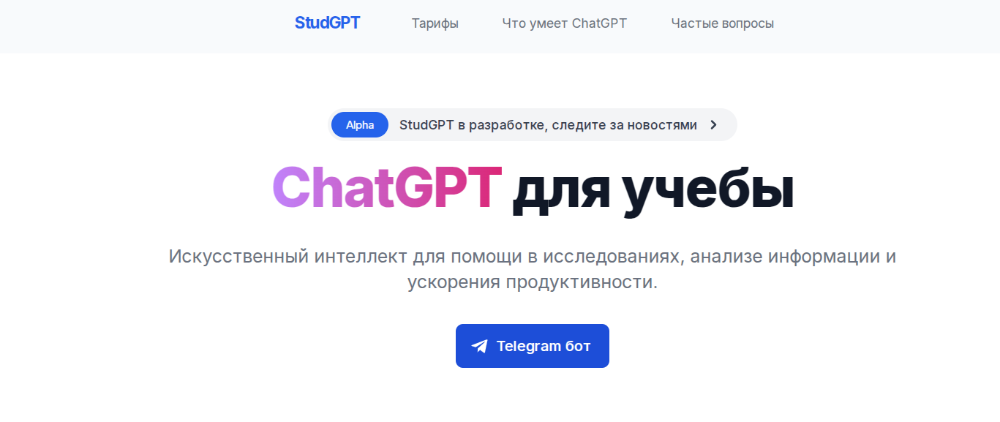 StudGPT Тарифы Что умеет ChatGPT Частые вопросы
Alpha StudGPT в разработке, следите за новостями
ChatGPT для учебы
Искусственный интеллект для помощи в исследованиях, анализе информации и
ускорения продуктивности.
Telegram бот